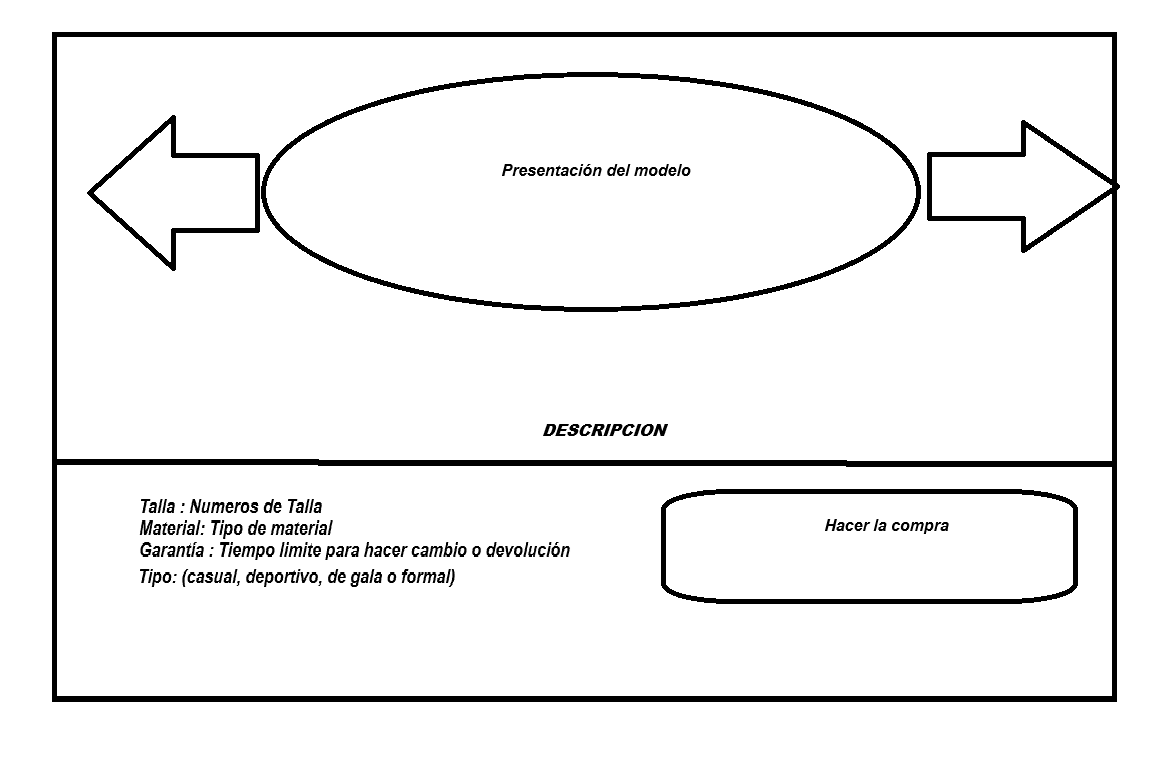 Presentación del modelo
DESCRIPCION
Talla : Numeros de Talla
Material: Tipo de material
Garantía : Tiempo limite para hacer cambio o devolución
Tipo: (casual, deportivo, de gala o formal)
Hacer la compra